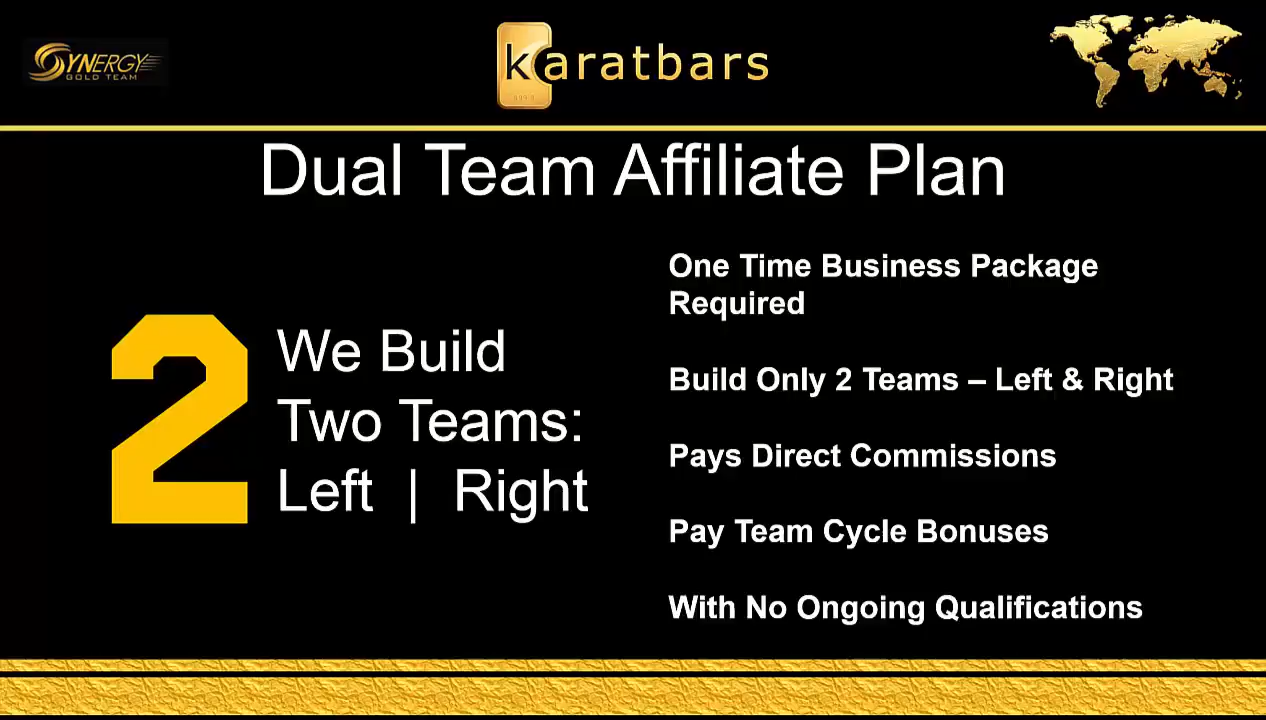 SYNERGY
GOLD TEAM
karatbars
Dual Team Affiliate Plan
2
We Build
Two Teams:
Left | Right
One Time Business Package
Required
Build Only 2 Teams – Left & Right
Pays Direct Commissions
Pay Team Cycle Bonuses
With No Ongoing Qualifications